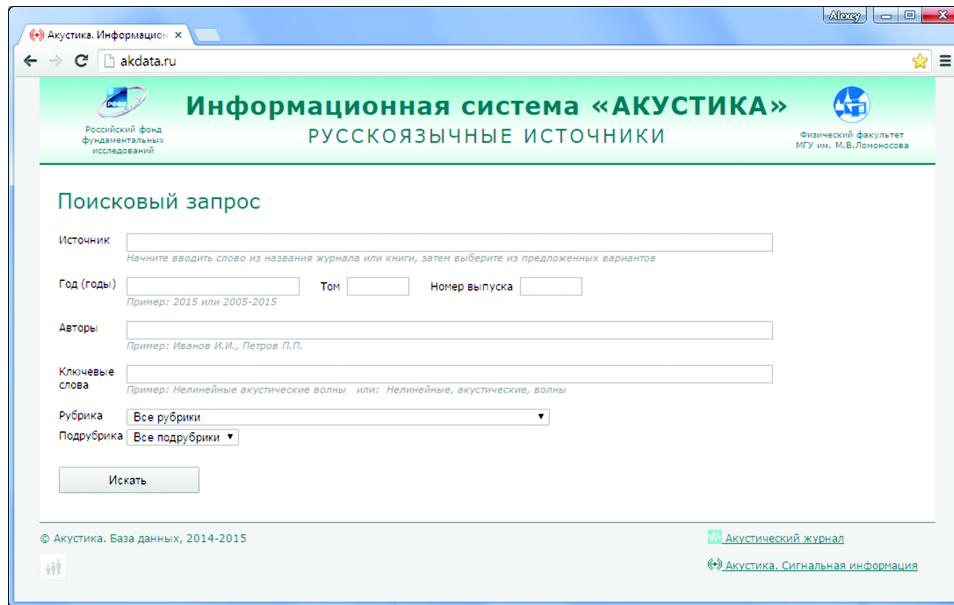 Alexey
Акустика. Информацион
akdata.ru
РФФИ
Российский фонд
фундаментальных
исследований
Информационная система «АКУСТИКА»
РУССКОЯЗЫЧНЫЕ ИСТОЧНИКИ
Физический факультет
МГУ им. М.В.Ломоносова
Поисковый запрос
Источник
Начните вводить слово из названия журнала или книги, затем выберите из предложенных вариантов
Год (годы) Том Номер выпуска
Пример: 2015 или 2005-2015
Авторы
Пример: Иванов И.И., Петров П.П.
Ключевые
слова
Пример: Нелинейные акустические волны или: Нелинейные, акустические, волны
Рубрика Все рубрики
Подрубрика Все подрубрики
Искать
© Акустика. База данных, 2014-2015
Акустический журнал
Акустика. Сигнальная информация